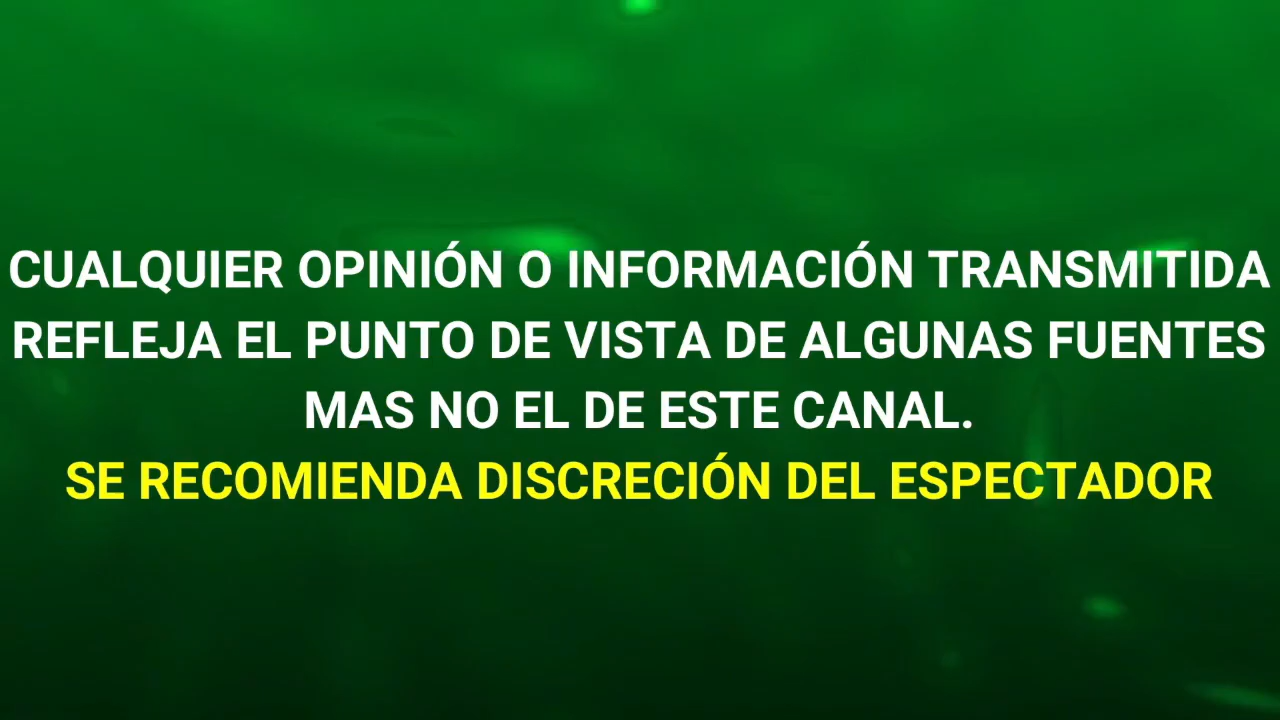 CUALQUIER OPINIÓN O INFORMACIÓN TRANSMITIDA
REFLEJA EL PUNTO DE VISTA DE ALGUNAS FUENTES
MAS NO EL DE ESTE CANAL.
SE RECOMIENDA DISCRECIÓN DEL ESPECTADOR